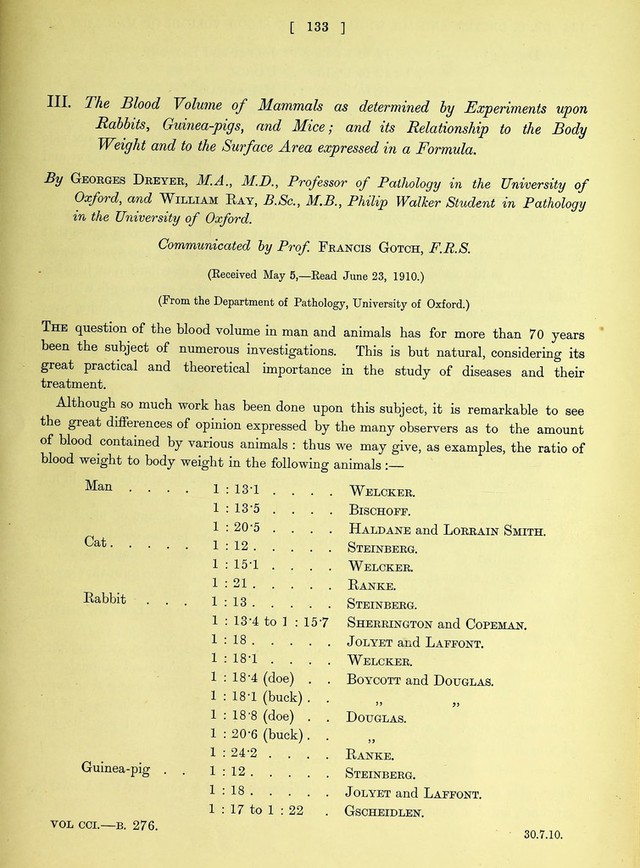 [ 133 ]
III. The Blood Volume of Mammals as determined by Experiments upon
Rabbits, Guinea-pigs, and Mice; and its Relationship to the Body
Weight and to the Surface Area expressed in a Formula.
By Georges Dreyer, M.A., M.D., Professor of Pathology in the University of
Oxford, and William Ray, B.Sc., M.B., Philip Walker Student in Pathology
in the University of Oxford.
Communicated by Prof. Francis Gotch, F.R.S.
(Received May 5,—Read June 23, 1910.)
(From the Department of Pathology, University of Oxford.)
The question of the blood volume in man and animals has for more than 70 years
been the subject of numerous investigations. This is but natural, considering its
great practical and theoretical importance in the study of diseases and their
treatment.
Although so much work has been done upon this subject, it is remarkable to see
the great differences of opinion expressed by the many observers as to the amount
of blood contained by various animals : thus we may give, as examples, the ratio of
blood weight to body weight in the following animals :—
Man . . . . 1 : 13·1 . . . . Welcker.
1 : 13·5 . . . . Bischoff.
1 : 20·5 . . . . Haldane and Lorrain Smith.
Cat . . . . . 1 : 12 . . . . . Steinberg.
1 : 15·1 . . . . Welcker.
1 : 21 . . . . . Ranke.
Rabbit . . . 1 : 13 . . . . . Steinberg.
1 : 13·4 to 1 : 15·7 Sherrington and Copeman.
1 : 18 . . . . . Jolyet and Laffont.
1 : 18·1 . . . . Welcker.
1 : 18·4 (doe) . . Boycott and Douglas.
1 : 18·1 (buck) . . „ „
1 : 18·8 (doe) . . Douglas.
1 : 20·6 (buck) . . „
1 : 24·2 . . . . Ranke.
Guinea-pig . . 1 : 12 . . . . . Steinberg.
1 : 18 . . . . . Jolyet and Laffont.
1 : 17 to 1 : 22 . Gscheidlen.
VOL CCI.—B. 276.
30.7.10.